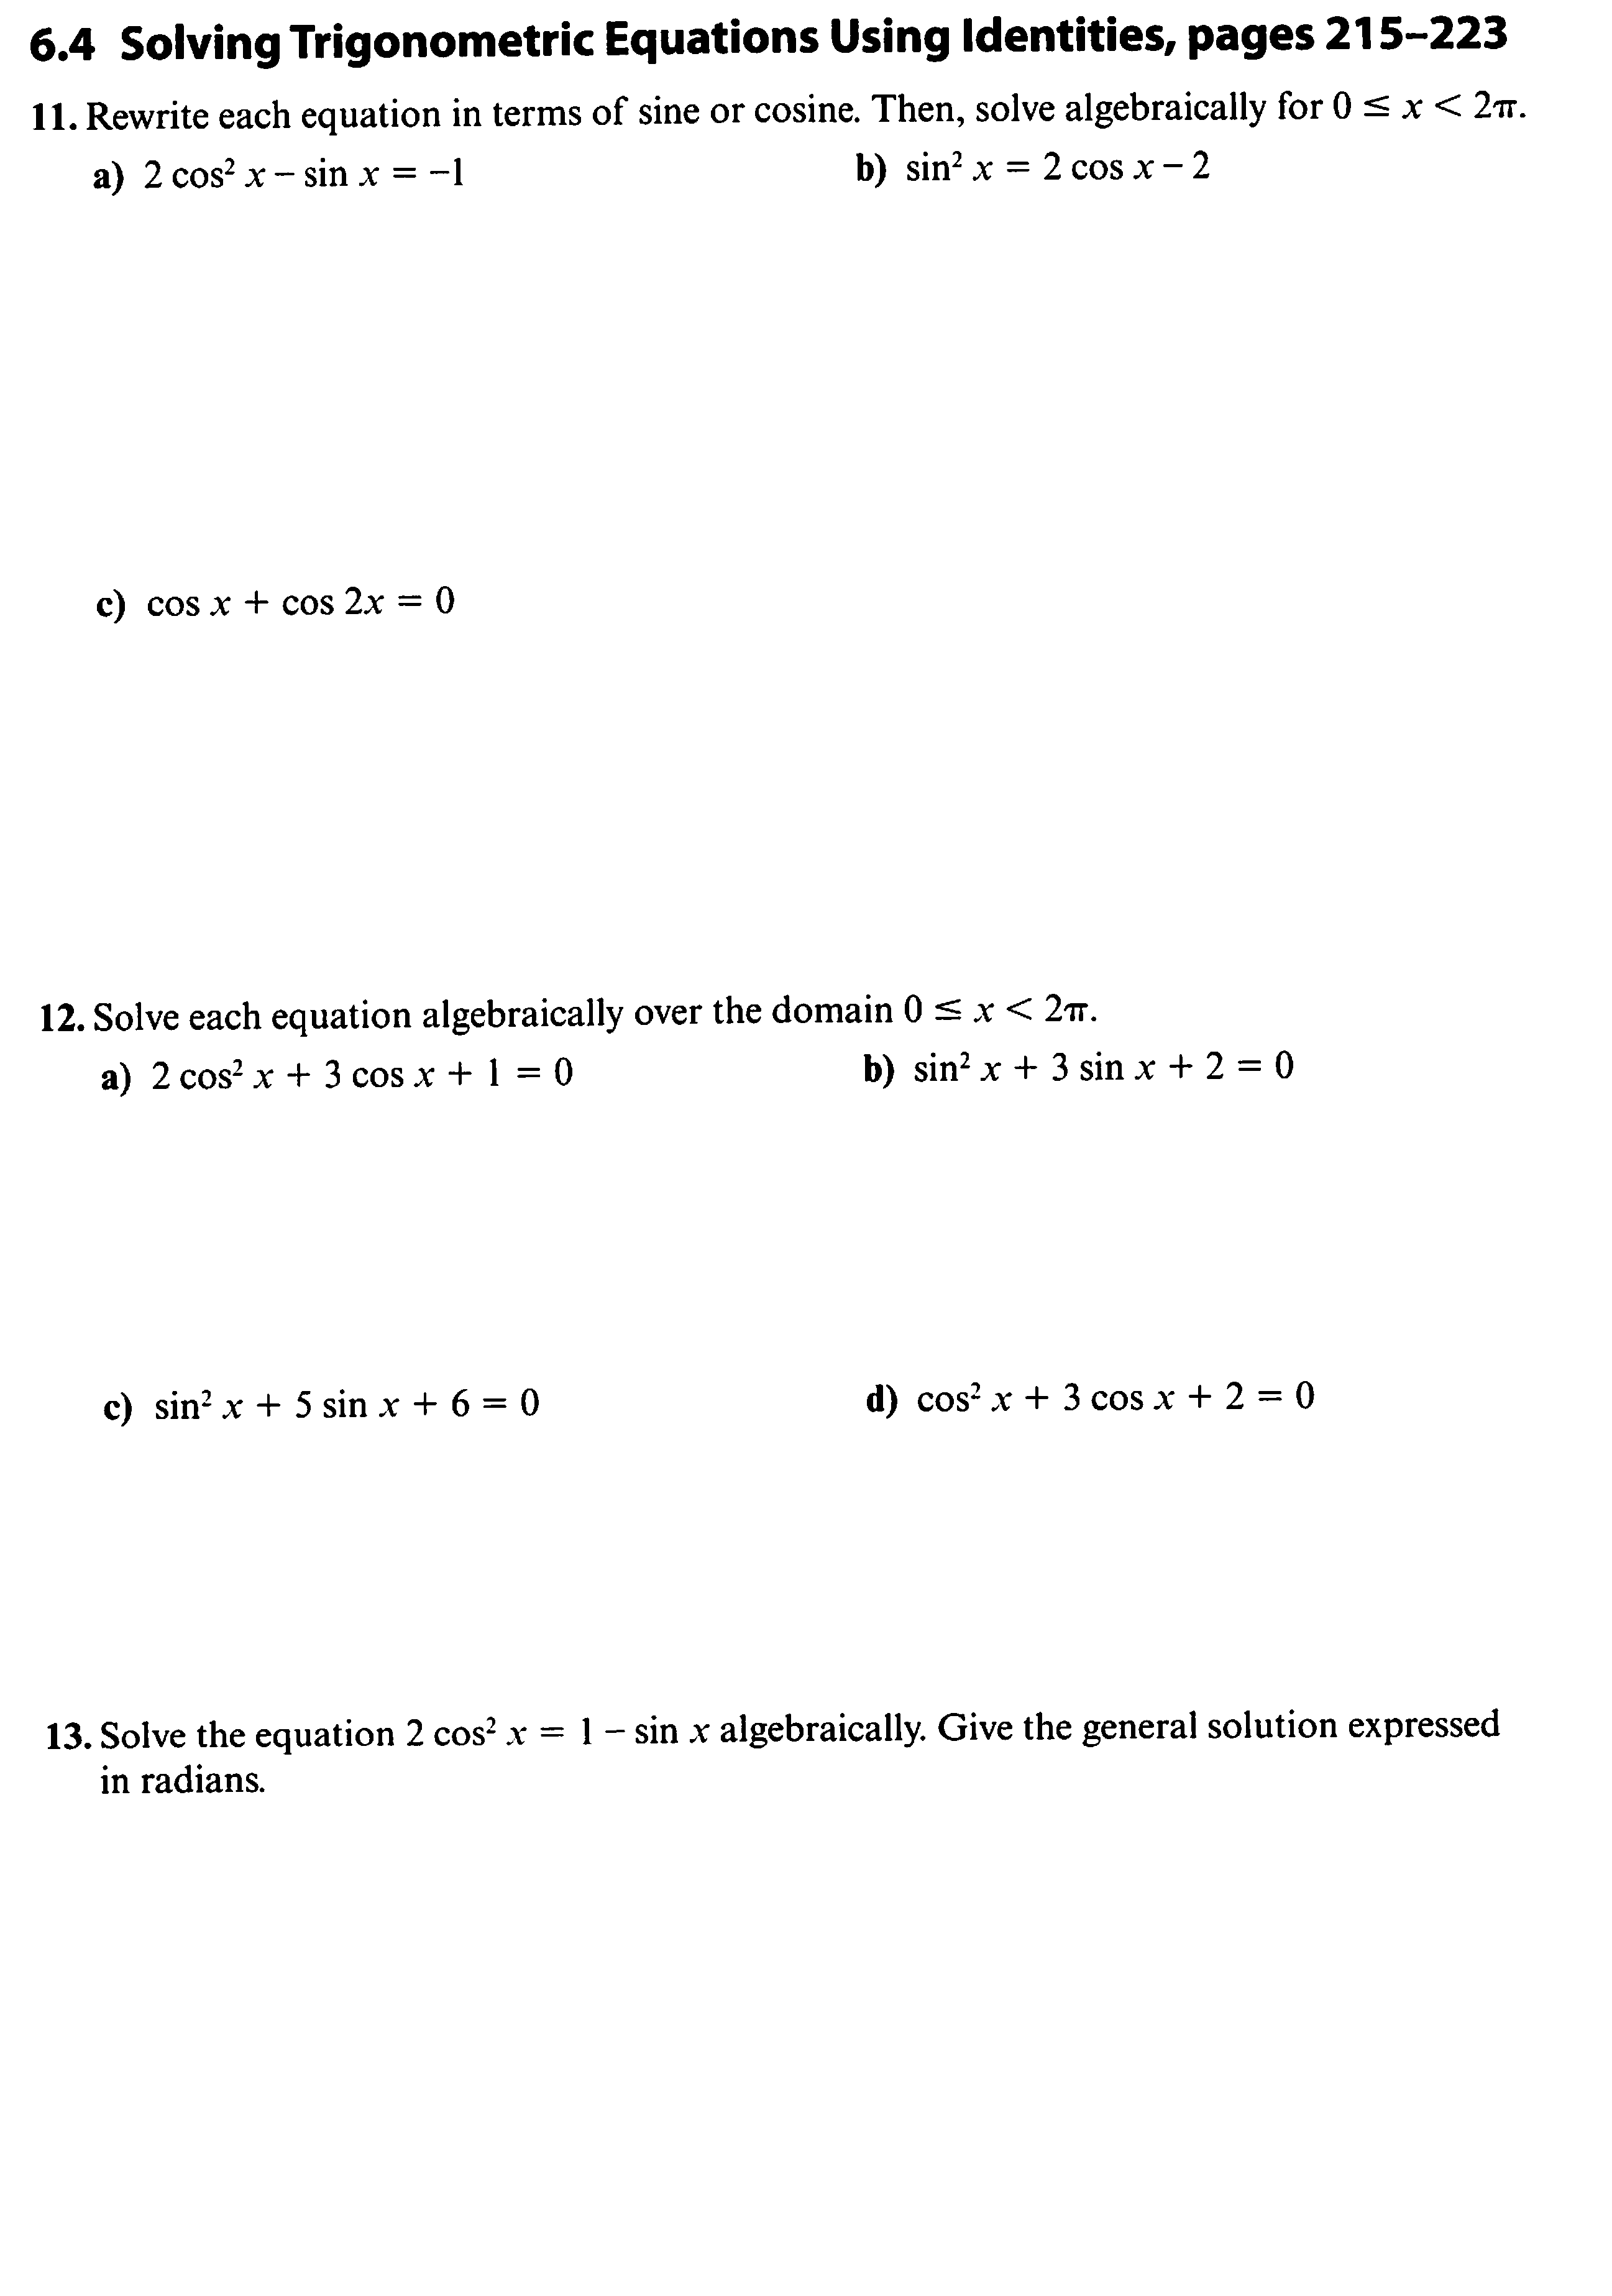 6.4 Solving Trigonometric Equations Using Identities, pages 215–223
11. Rewrite each equation in terms of sine or cosine. Then, solve algebraically for 0 ≤ x < 2π.
a) 2 cos² x – sin x = –1
b) sin² x = 2 cos x – 2
c) cos x + cos 2x = 0
12. Solve each equation algebraically over the domain 0 ≤ x < 2π.
a) 2 cos² x + 3 cos x + 1 = 0
b) sin² x + 3 sin x + 2 = 0
c) sin² x + 5 sin x + 6 = 0
d) cos² x + 3 cos x + 2 = 0
13. Solve the equation 2 cos² x = 1 – sin x algebraically. Give the general solution expressed
in radians.